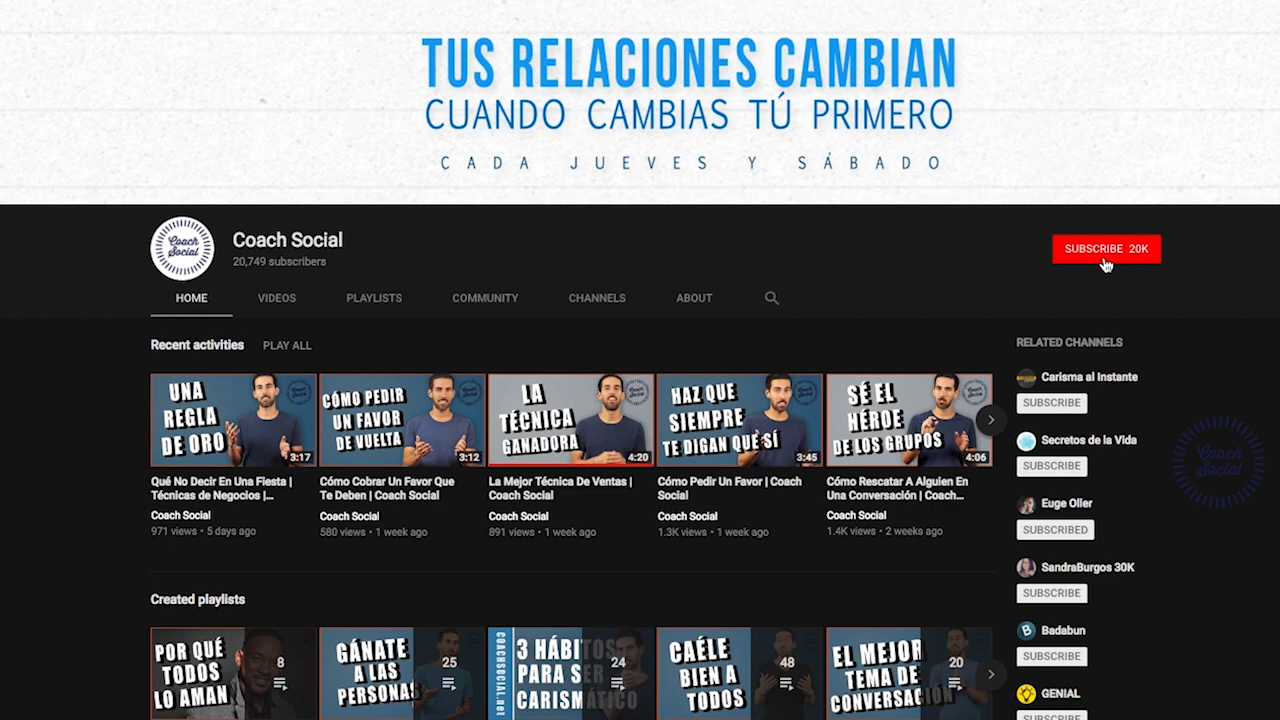 TUS RELACIONES CAMBIAN
CUANDO CAMBIAS TÚ PRIMERO
CADA JUEVES Y SÁBADO
Coach Social
Coach Social
20,749 subscribers
SUBSCRIBE 20K
HOME VIDEOS PLAYLISTS COMMUNITY CHANNELS ABOUT
Recent activities PLAY ALL
UNA
REGLA
DE ORO
3:17
CÓMO PEDIR
UN FAVOR
DE VUELTA
3:12
LA
TÉCNICA
GANADORA
4:20
HAZ QUE
SIEMPRE
TE DIGAN QUE SÍ
3:45
SÉ EL
HÉROE
DE LOS GRUPOS
4:06
Qué No Decir En Una Fiesta |
Técnicas de Negocios |...
Coach Social
971 views • 5 days ago
Cómo Cobrar Un Favor Que
Te Deben | Coach Social
Coach Social
580 views • 1 week ago
La Mejor Técnica De Ventas |
Coach Social
Coach Social
891 views • 1 week ago
Cómo Pedir Un Favor | Coach
Social
Coach Social
1.3K views • 1 week ago
Cómo Rescatar A Alguien En
Una Conversación | Coach...
Coach Social
1.4K views • 2 weeks ago
Created playlists
POR QUÉ
TODOS
LO AMAN
8
GÁNATE
A LAS
PERSONAS
25
COACHSOCIAL.net
3 HÁBITOS
PARA SER
CARISMÁTICO
24
CAÉLE
BIEN A
TODOS
48
EL MEJOR
TEMA DE
CONVERSACIÓN
20
RELATED CHANNELS
Carisma al Instante
SUBSCRIBE
Secretos de la Vida
SUBSCRIBE
Euge Oller
SUBSCRIBED
SandraBurgos 30K
SUBSCRIBE
Badabun
SUBSCRIBE
GENIAL
SUBSCRIBE
Coach
Social